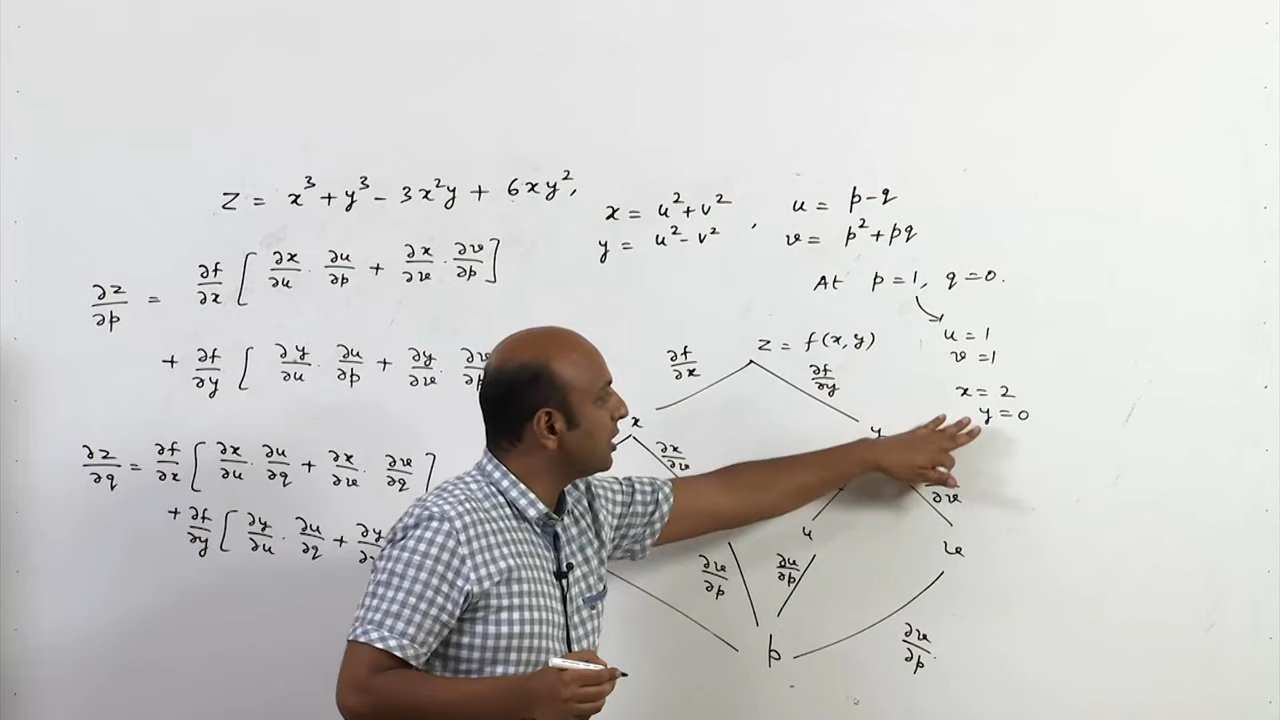 Z = x³ + y³ - 3x²y + 6xy²,
x = u² + v² ,
y = u² - v²
u = p - q
v = p² + pq
At p = 1, q = 0.
u = 1
v = 1
x = 2
y = 0
∂z/∂p = ∂f/∂x [ ∂x/∂u · ∂u/∂p + ∂x/∂v · ∂v/∂p ]
+ ∂f/∂y [ ∂y/∂u · ∂u/∂p + ∂y/∂v · ∂v/∂p
∂z/∂q = ∂f/∂x [ ∂x/∂u · ∂u/∂q + ∂x/∂v · ∂v/∂q ]
+ ∂f/∂y [ ∂y/∂u · ∂u/∂q + ∂y/∂v
Z = f(x, y)
∂f/∂x
∂f/∂y
x
y
∂x/∂v
∂v
u
v
∂v/∂p
∂u/∂p
p
∂v/∂p